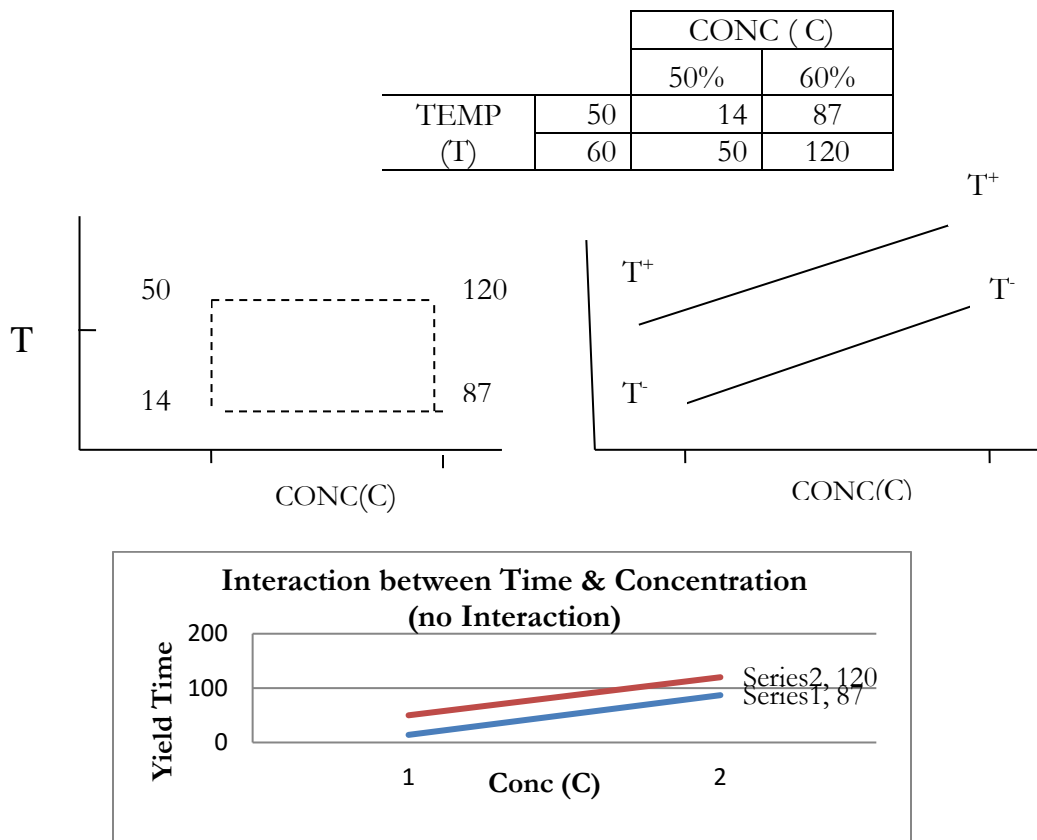 CONC ( C)
50% 60%
TEMP (T) 50 14 87
60 50 120
T+
50 120
T+
T-
T
14 87
T-
CONC(C)
CONC(C)
Interaction between Time & Concentration
(no Interaction)
200
Series2, 120
100
Series1, 87
0
Yield Time
1 2
Conc (C)